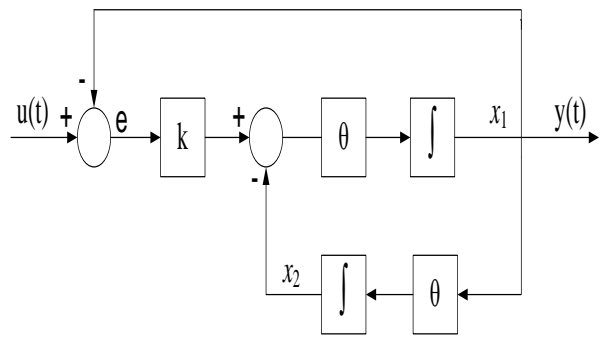 -
u(t) + e k + θ ∫ x₁ y(t)
-
x₂ ∫ θ